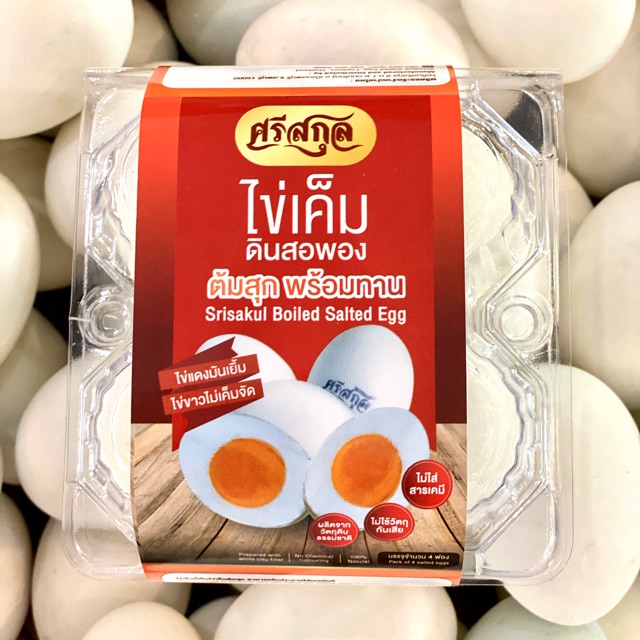 ศรีสกุล
ไข่เค็ม
ดินสอพอง
ต้มสุก พร้อมทาน
Srisakul Boiled Salted Egg
ไข่แดงมันเยิ้ม
ไข่ขาวไม่เค็มจัด
ศรีสกุล
ไม่ใส่
สารเคมี
ไม่ใช้วัตถุ
กันเสีย
ผลิตจาก
วัตถุดิบ
ธรรมชาติ
Prepared with
white clay filler
No Chemical
Colouring
100%
Natural
บรรจุจำนวน 4 ฟอง
Pack of 4 salted eggs